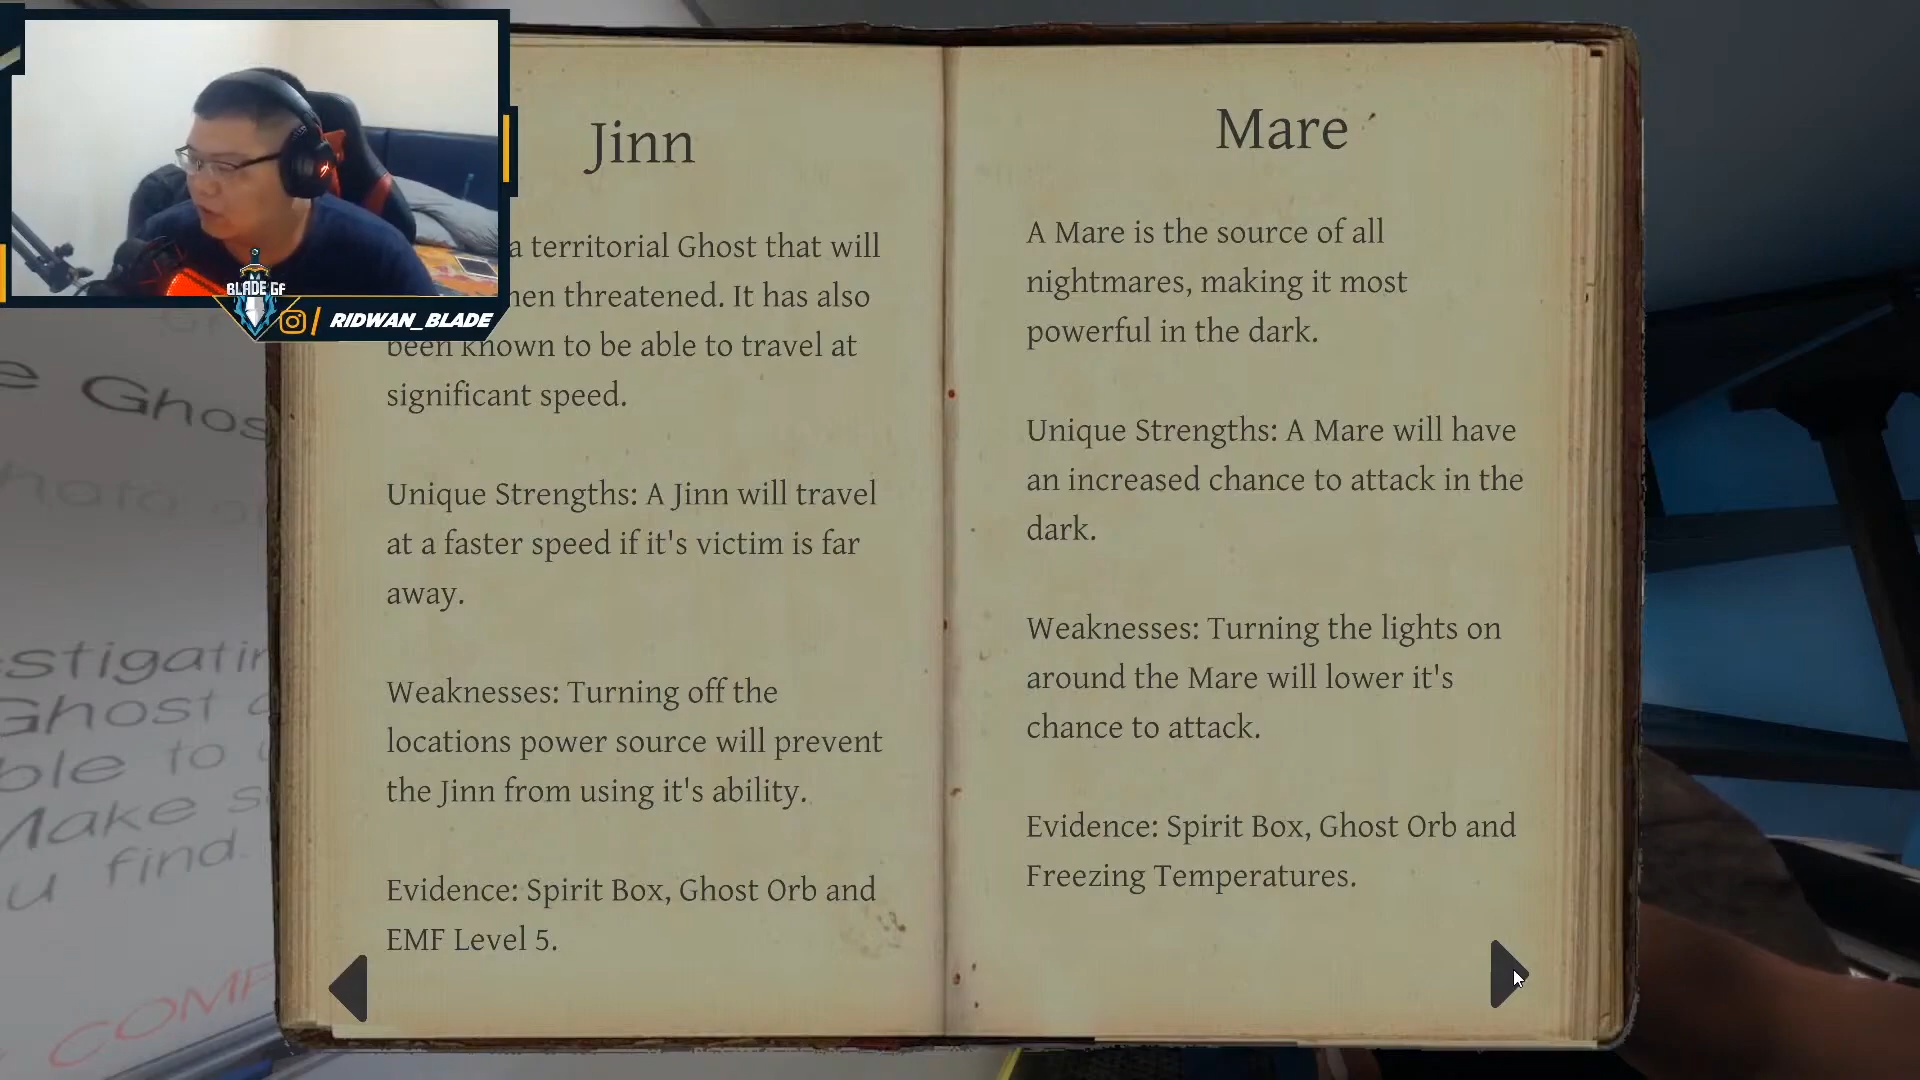 BLADE GF
RIDWAN_BLADE
Jinn
a territorial Ghost that will
hen threatened. It has also
been known to be able to travel at
significant speed.
Unique Strengths: A Jinn will travel
at a faster speed if it's victim is far
away.
Weaknesses: Turning off the
locations power source will prevent
the Jinn from using it's ability.
Evidence: Spirit Box, Ghost Orb and
EMF Level 5.
Mare
A Mare is the source of all
nightmares, making it most
powerful in the dark.
Unique Strengths: A Mare will have
an increased chance to attack in the
dark.
Weaknesses: Turning the lights on
around the Mare will lower it's
chance to attack.
Evidence: Spirit Box, Ghost Orb and
Freezing Temperatures.
e Ghos
hoto o
stigatin
Ghost
ble to
Make s
u find.
COMP